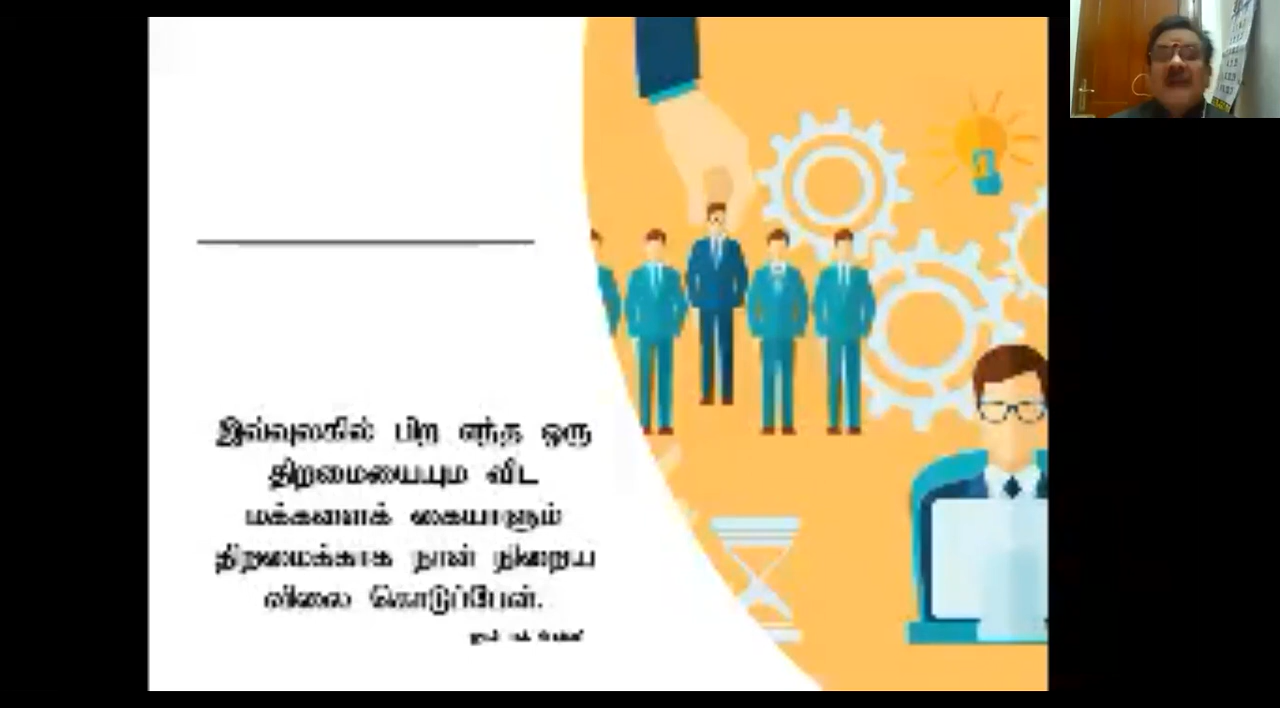 இவ்வுலகில் பிற எந்த ஒரு
திறமையையும் விட
மக்களைக் கையாளும்
திறமைக்காக நான் நிறைய
விலை கொடுப்பேன்.